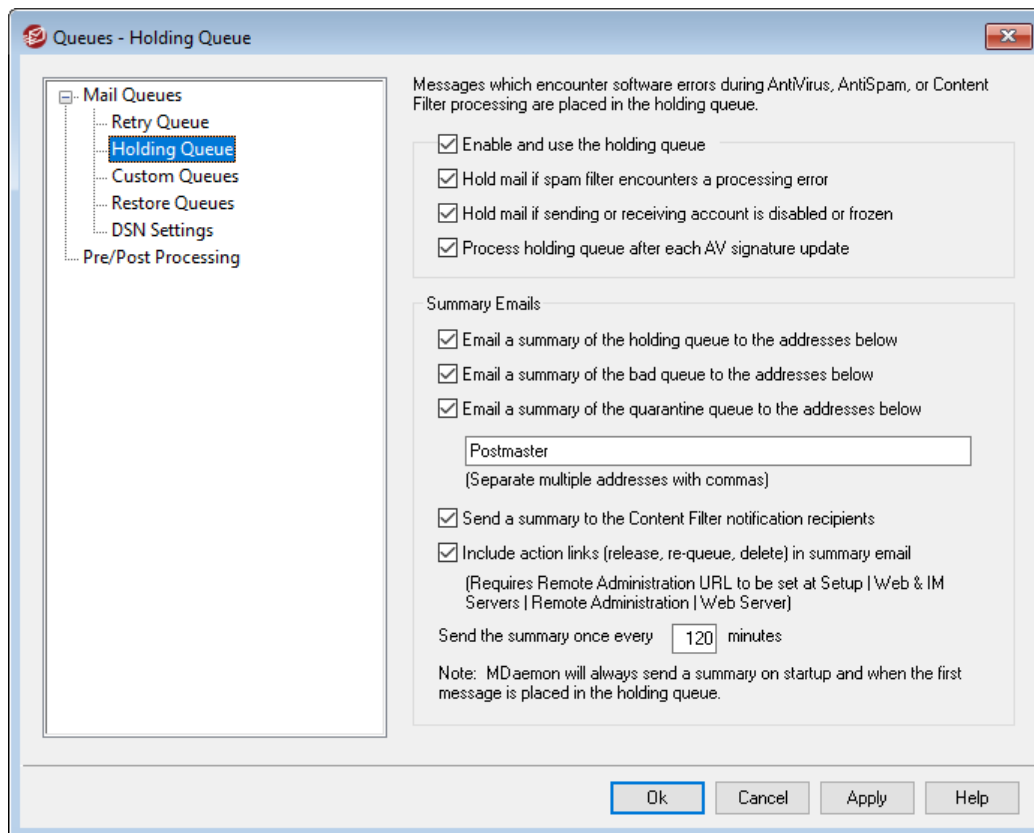 Queues - Holding Queue
Mail Queues
Retry Queue
Holding Queue
Custom Queues
Restore Queues
DSN Settings
Pre/Post Processing
Messages which encounter software errors during AntiVirus, AntiSpam, or Content
Filter processing are placed in the holding queue.
Enable and use the holding queue
Hold mail if spam filter encounters a processing error
Hold mail if sending or receiving account is disabled or frozen
Process holding queue after each AV signature update
Summary Emails
Email a summary of the holding queue to the addresses below
Email a summary of the bad queue to the addresses below
Email a summary of the quarantine queue to the addresses below
Postmaster
(Separate multiple addresses with commas)
Send a summary to the Content Filter notification recipients
Include action links (release, re-queue, delete) in summary email
(Requires Remote Administration URL to be set at Setup | Web & IM
Servers | Remote Administration | Web Server)
Send the summary once every 120 minutes
Note: MDaemon will always send a summary on startup and when the first
message is placed in the holding queue.
Ok Cancel Apply Help